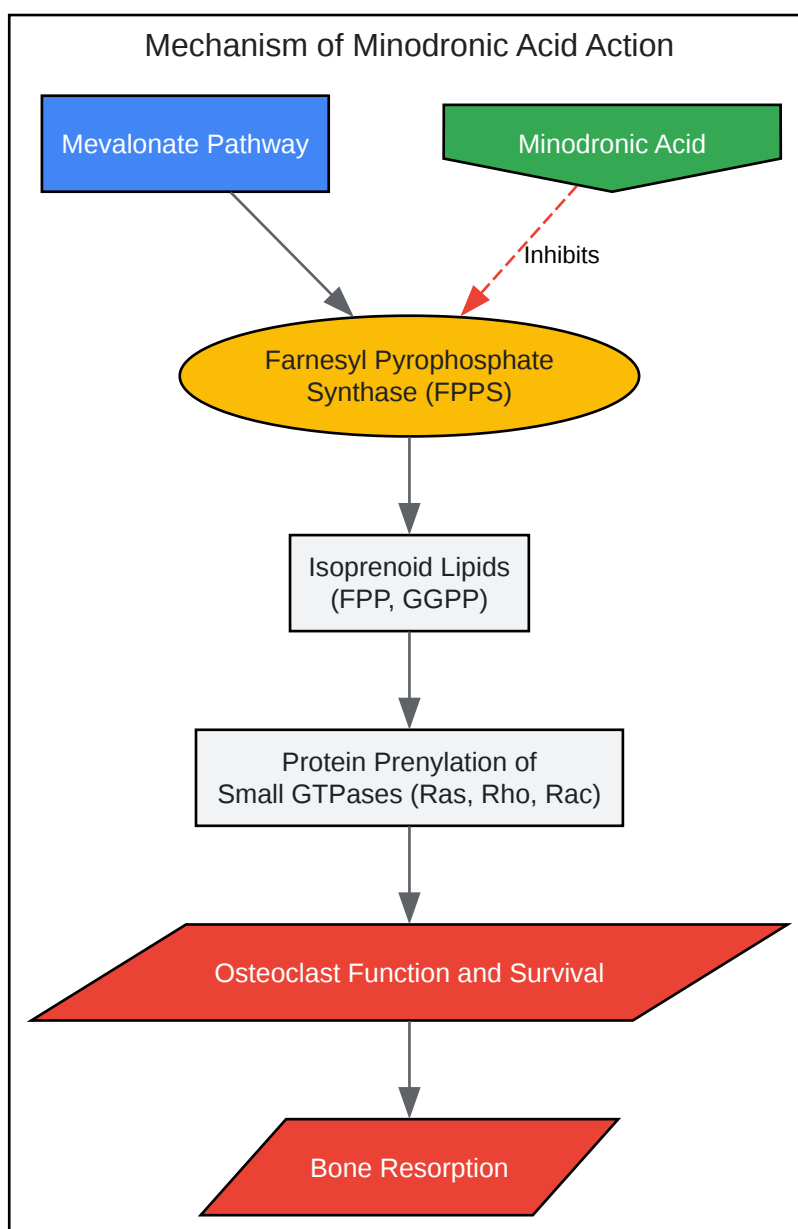 Mechanism of Minodronic Acid Action
Mevalonate Pathway
Minodronic Acid
Inhibits
Farnesyl Pyrophosphate
Synthase (FPPS)
Isoprenoid Lipids
(FPP, GGPP)
Protein Prenylation of
Small GTPases (Ras, Rho, Rac)
Osteoclast Function and Survival
Bone Resorption